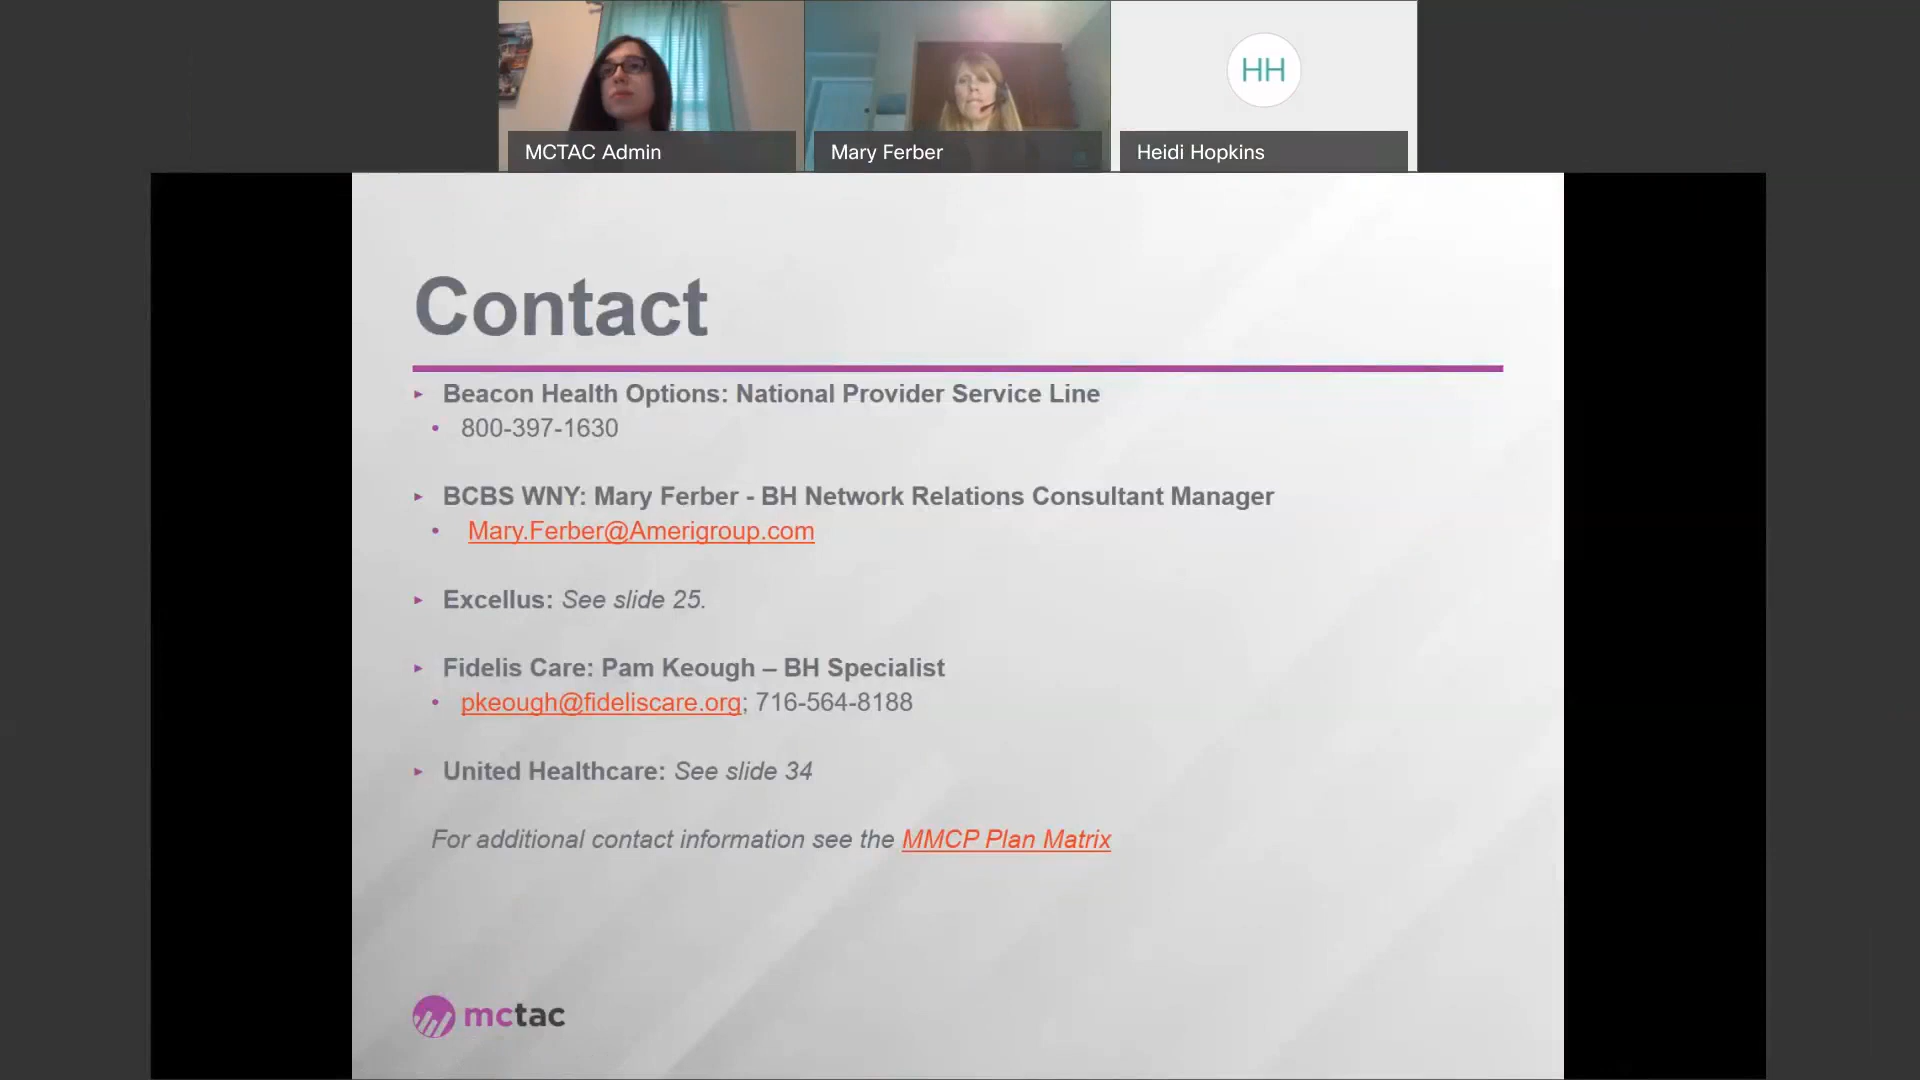 MCTAC Admin
Mary Ferber
HH
Heidi Hopkins
Contact
Beacon Health Options: National Provider Service Line
800-397-1630
BCBS WNY: Mary Ferber - BH Network Relations Consultant Manager
Mary.Ferber@Amerigroup.com
Excellus: See slide 25.
Fidelis Care: Pam Keough – BH Specialist
pkeough@fideliscare.org; 716-564-8188
United Healthcare: See slide 34
For additional contact information see the MMCP Plan Matrix
mctac